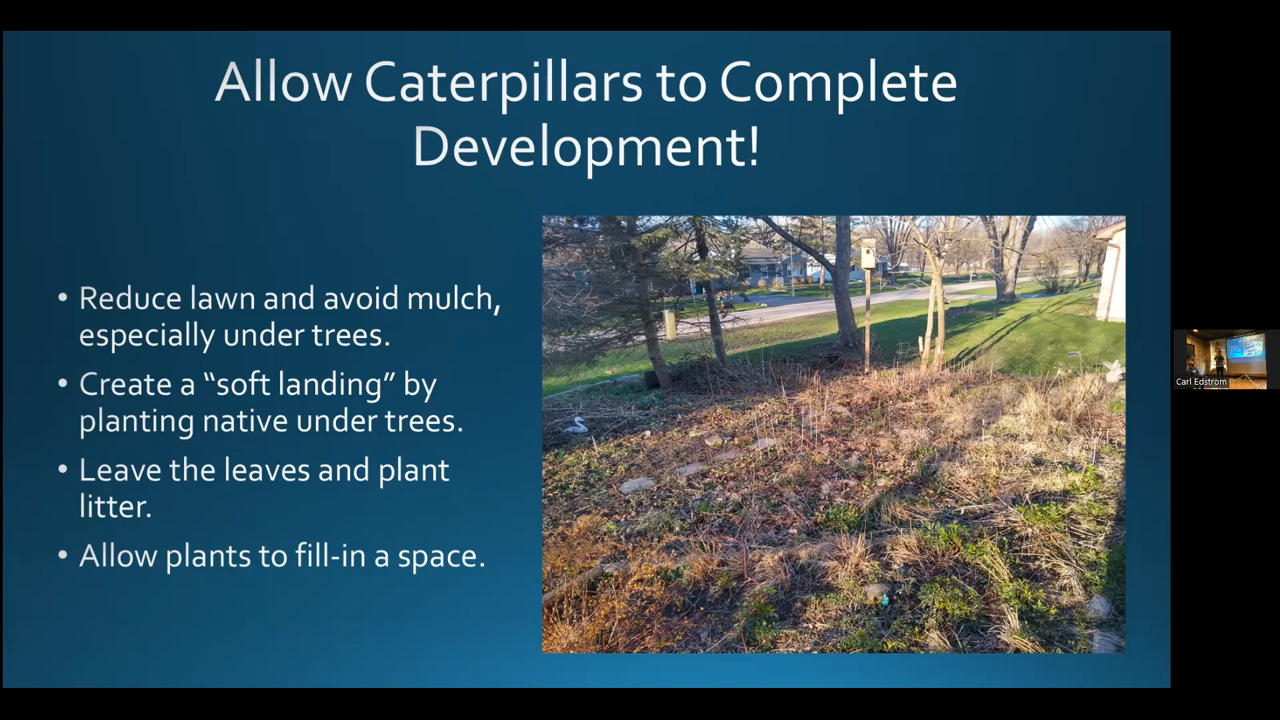 Allow Caterpillars to Complete
Development!
• Reduce lawn and avoid mulch,
especially under trees.
• Create a “soft landing” by
planting native under trees.
• Leave the leaves and plant
litter.
• Allow plants to fill-in a space.
Carl Edstrom